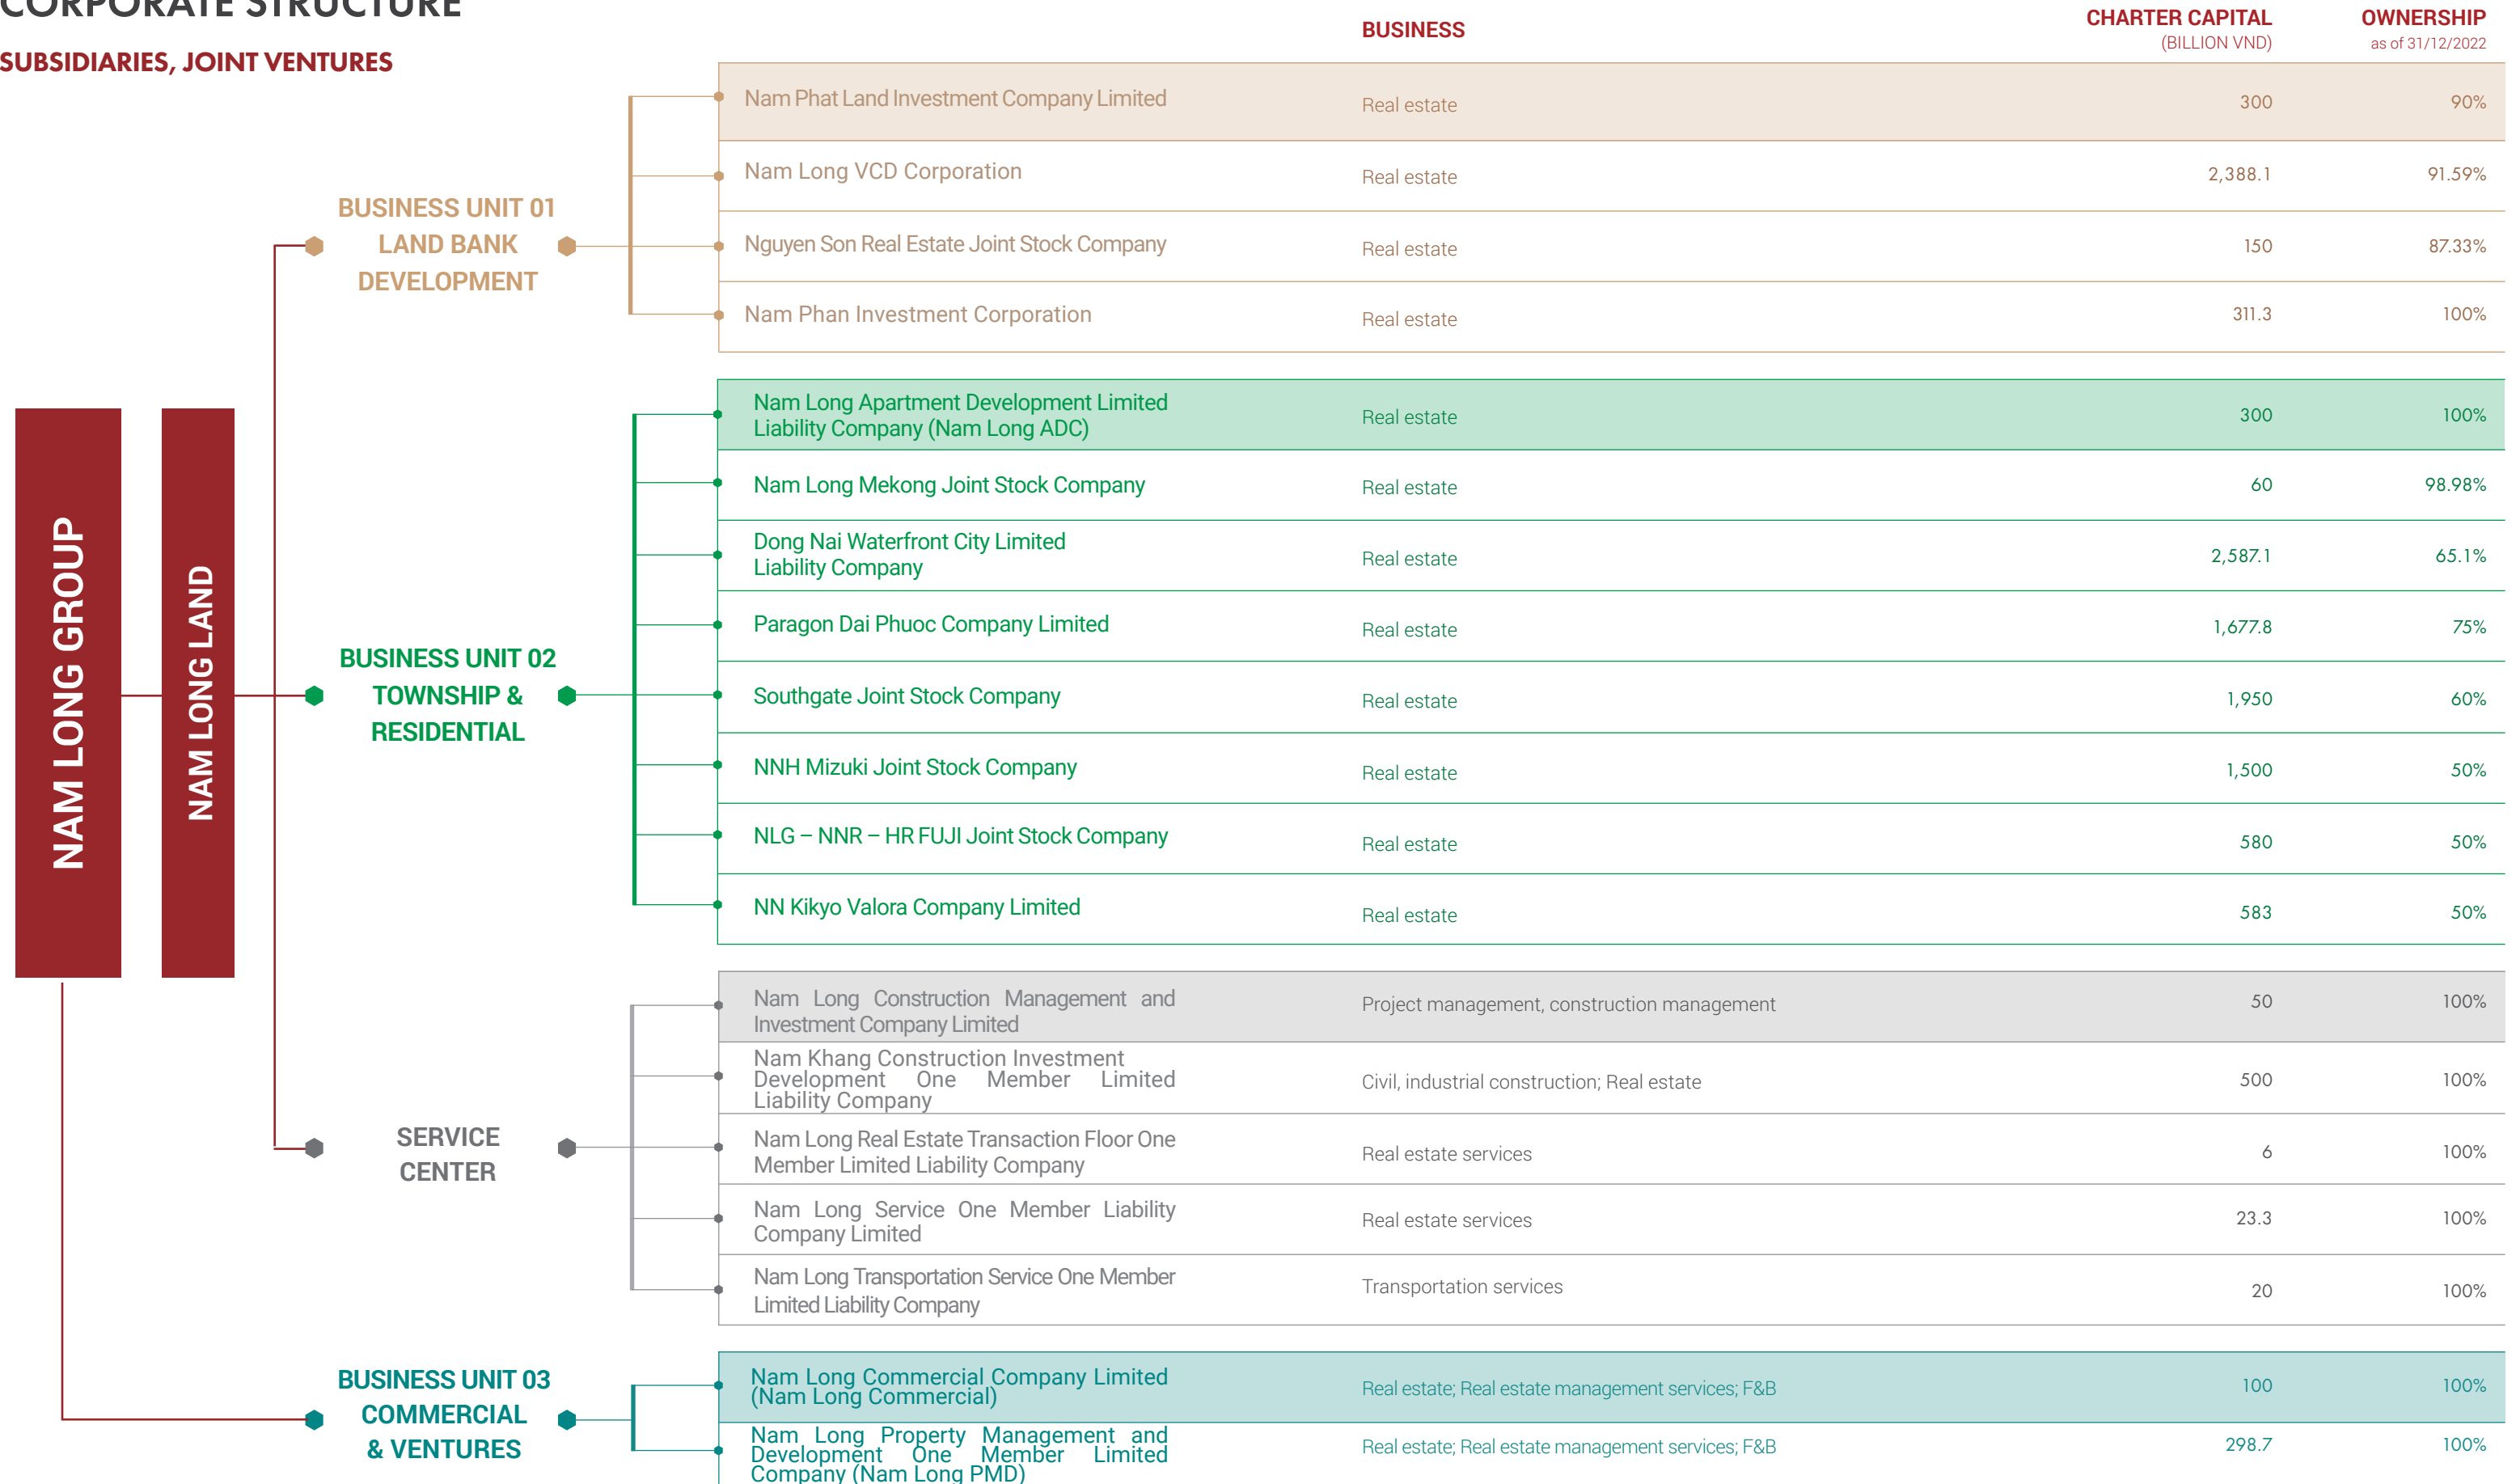 CORPORATE STRUCTURE
SUBSIDIARIES, JOINT VENTURES
BUSINESS
CHARTER CAPITAL
(BILLION VND)
OWNERSHIP
as of 31/12/2022
NAM LONG GROUP
NAM LONG LAND
BUSINESS UNIT 01
LAND BANK
DEVELOPMENT
Nam Phat Land Investment Company Limited Real estate 300 90%
Nam Long VCD Corporation Real estate 2,388.1 91.59%
Nguyen Son Real Estate Joint Stock Company Real estate 150 87.33%
Nam Phan Investment Corporation Real estate 311.3 100%
BUSINESS UNIT 02
TOWNSHIP &
RESIDENTIAL
Nam Long Apartment Development Limited
Liability Company (Nam Long ADC)
Real estate 300 100%
Nam Long Mekong Joint Stock Company Real estate 60 98.98%
Dong Nai Waterfront City Limited
Liability Company
Real estate 2,587.1 65.1%
Paragon Dai Phuoc Company Limited Real estate 1,677.8 75%
Southgate Joint Stock Company Real estate 1,950 60%
NNH Mizuki Joint Stock Company Real estate 1,500 50%
NLG – NNR – HR FUJI Joint Stock Company Real estate 580 50%
NN Kikyo Valora Company Limited Real estate 583 50%
SERVICE
CENTER
Nam Long Construction Management and
Investment Company Limited
Project management, construction management 50 100%
Nam Khang Construction Investment
Development One Member Limited
Liability Company
Civil, industrial construction; Real estate 500 100%
Nam Long Real Estate Transaction Floor One
Member Limited Liability Company
Real estate services 6 100%
Nam Long Service One Member Liability
Company Limited
Real estate services 23.3 100%
Nam Long Transportation Service One Member
Limited Liability Company
Transportation services 20 100%
BUSINESS UNIT 03
COMMERCIAL
& VENTURES
Nam Long Commercial Company Limited
(Nam Long Commercial)
Real estate; Real estate management services; F&B 100 100%
Nam Long Property Management and
Development One Member Limited
Company (Nam Long PMD)
Real estate; Real estate management services; F&B 298.7 100%